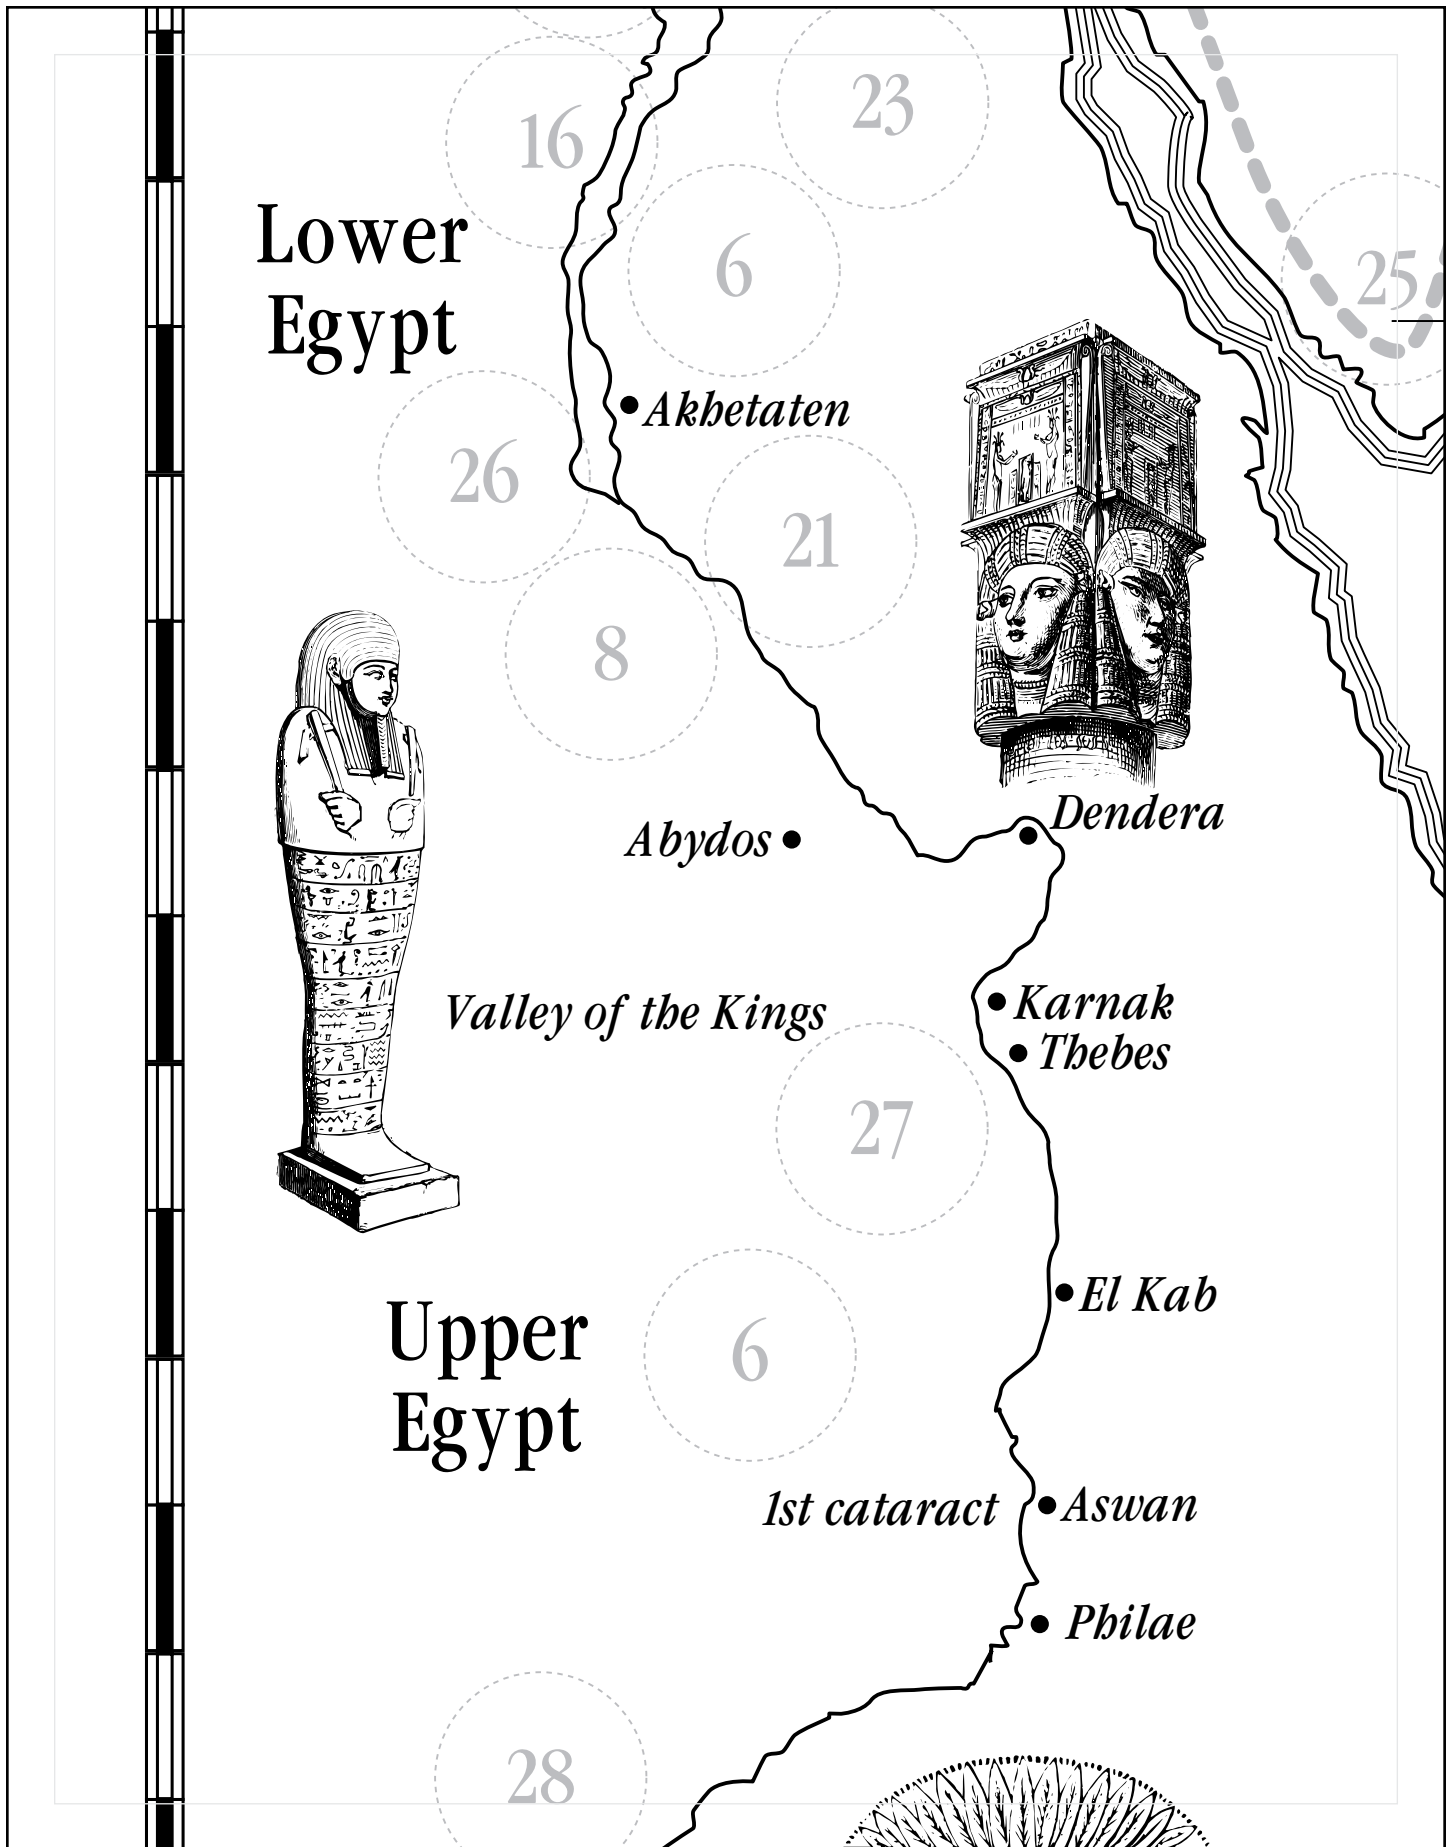 23
16
Lower
Egypt
6
25
Akhetaten
26
21
8
Dendera
Abydos
Karnak
Valley of the Kings
Thebes
27
El Kab
Upper
Egypt
6
1st cataract
Aswan
Philae
28